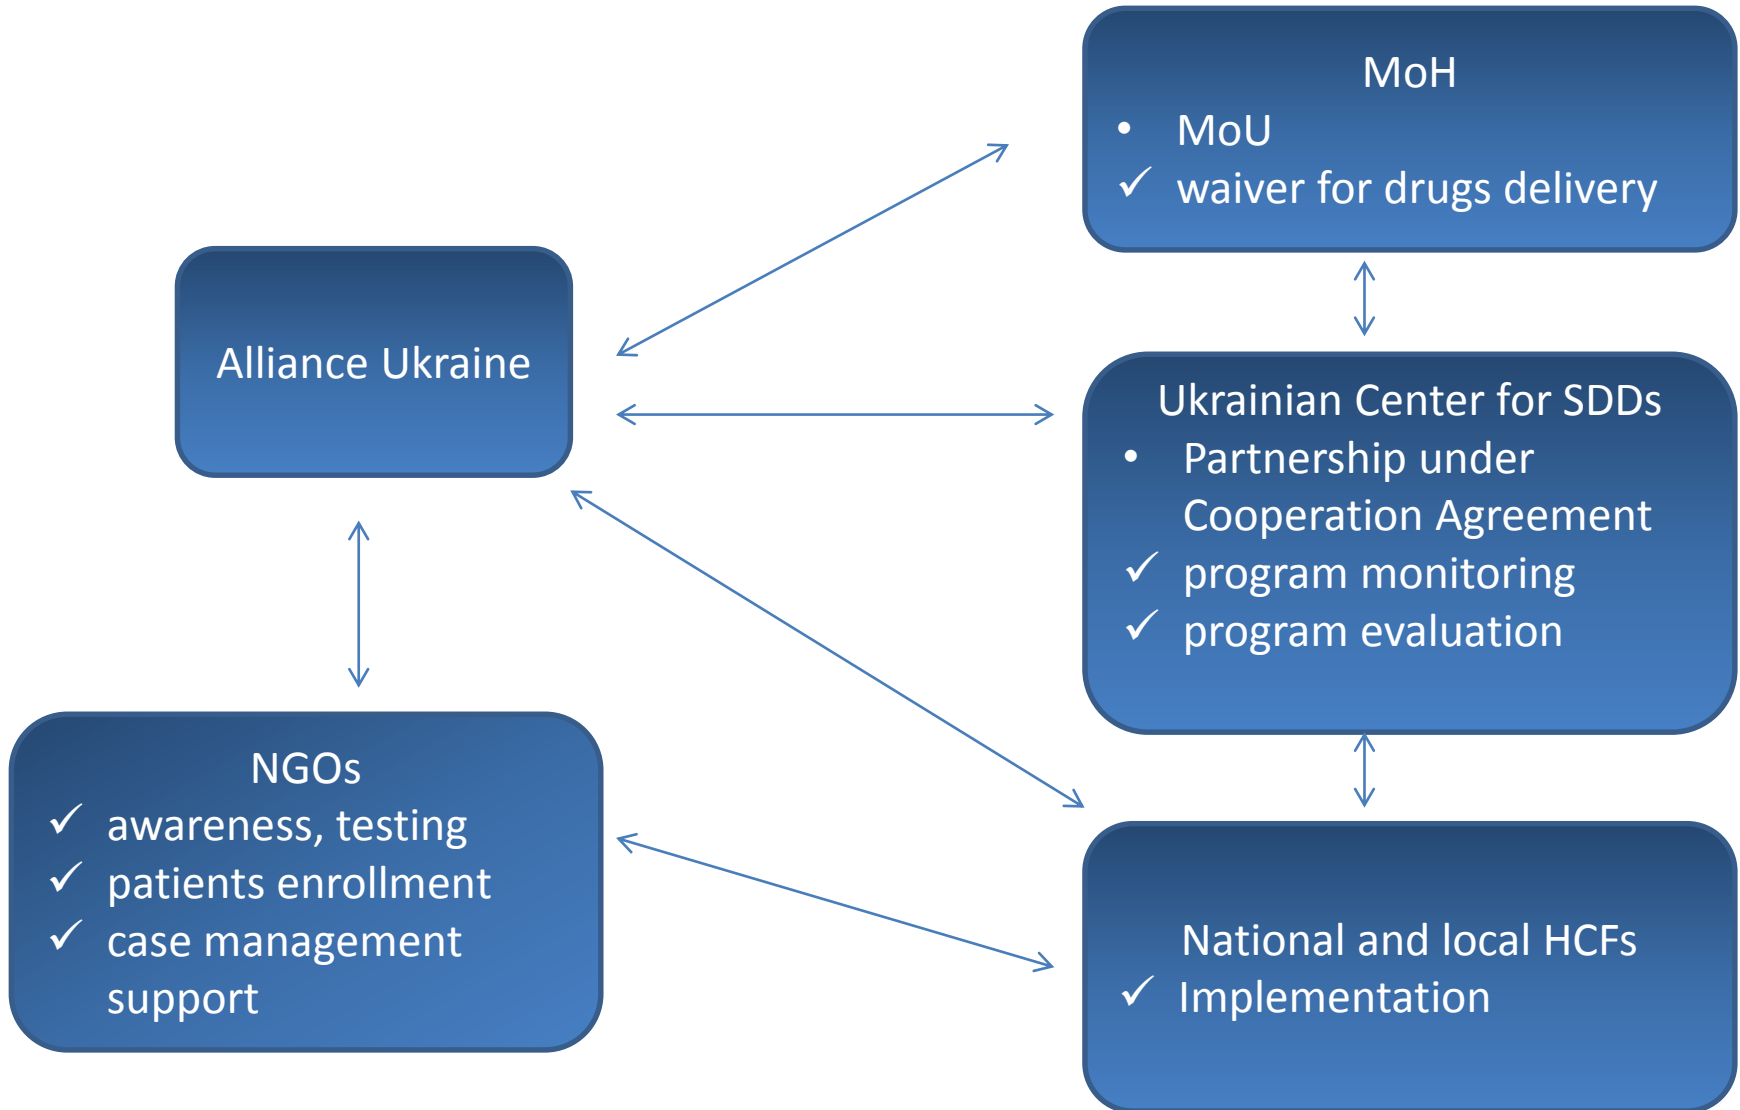 MoH
• MoU
✓ waiver for drugs delivery
Alliance Ukraine
Ukrainian Center for SDDs
• Partnership under
Cooperation Agreement
✓ program monitoring
✓ program evaluation
NGOs
✓ awareness, testing
✓ patients enrollment
✓ case management
support
National and local HCFs
✓ Implementation